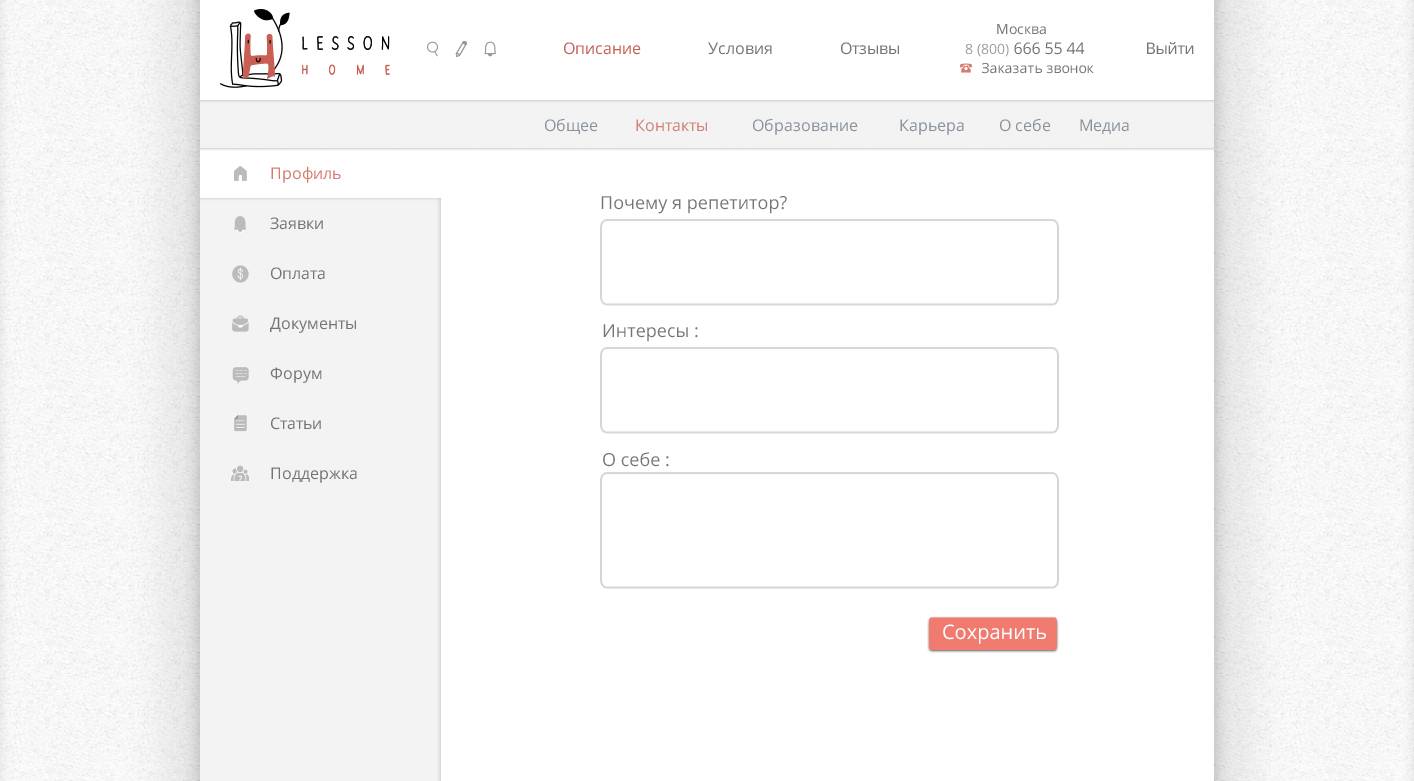 LESSON
HOME
Описание
Условия
Отзывы
Москва
8 (800) 666 55 44
Заказать звонок
Выйти
Общее
Контакты
Образование
Карьера
О себе
Медиа
Профиль
Заявки
Оплата
Документы
Форум
Статьи
Поддержка
Почему я репетитор?
Интересы :
О себе :
Сохранить